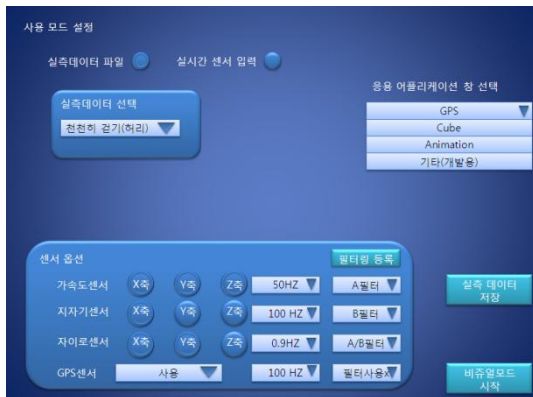 사용 모드 설정
실측데이터 파일
실시간 센서 입력
응용 어플리케이션 창 선택
실측데이터 선택
천천히 걷기(허리)
GPS
Cube
Animation
기타(개발용)
센서 옵션
필터링 등록
가속도센서 X축 Y축 Z축 50HZ A필터
지자기센서 X축 Y축 Z축 100 HZ B필터
자이로센서 X축 Y축 Z축 0.9HZ A/B필터
GPS센서 사용 100 HZ 필터사용x
실측 데이터
저장
비쥬얼모드
시작